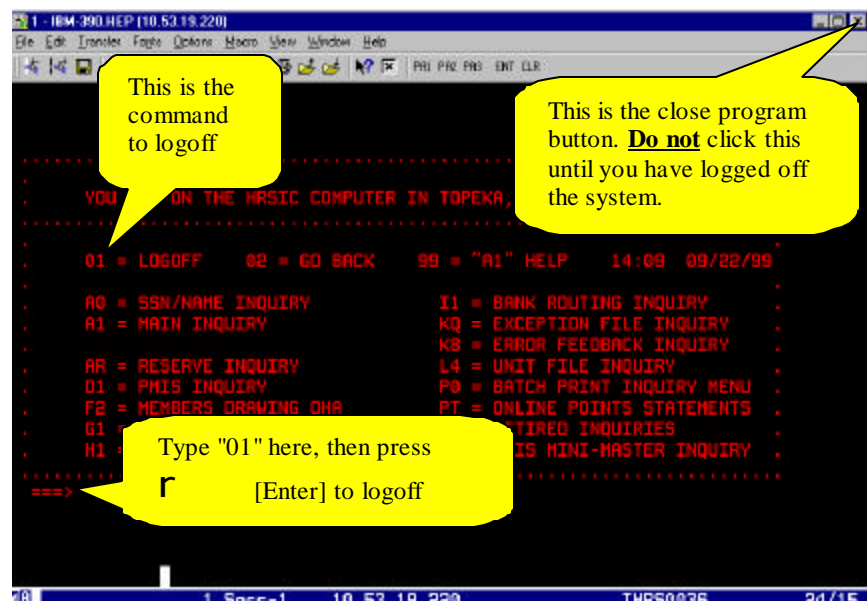 1 - IBM-390.HEP (10.53.19.220)
File Edit Transfer Fonts Options Macro View Window Help
PA1 PA2 PA3 ENT CLR
This is the
command
to logoff
This is the close program
button. Do not click this
until you have logged off
the system.
YOU ON THE HRSIC COMPUTER IN TOPEKA,
01 = LOGOFF 02 = GO BACK 99 = "A1" HELP 14:09 09/22/99
A0 = SSN/NAME INQUIRY I1 = BANK ROUTING INQUIRY
A1 = MAIN INQUIRY KQ = EXCEPTION FILE INQUIRY
K8 = ERROR FEEDBACK INQUIRY
AR = RESERVE INQUIRY L4 = UNIT FILE INQUIRY
D1 = PMIS INQUIRY P0 = BATCH PRINT INQUIRY MENU
F2 = MEMBERS DRAWING OHA PT = ONLINE POINTS STATEMENTS
G1 = INQUIRIES
H1 MINI-MASTER INQUIRY
Type "01" here, then press
r [Enter] to logoff
===>
1 Sess-1 10.53.19.220 24/15